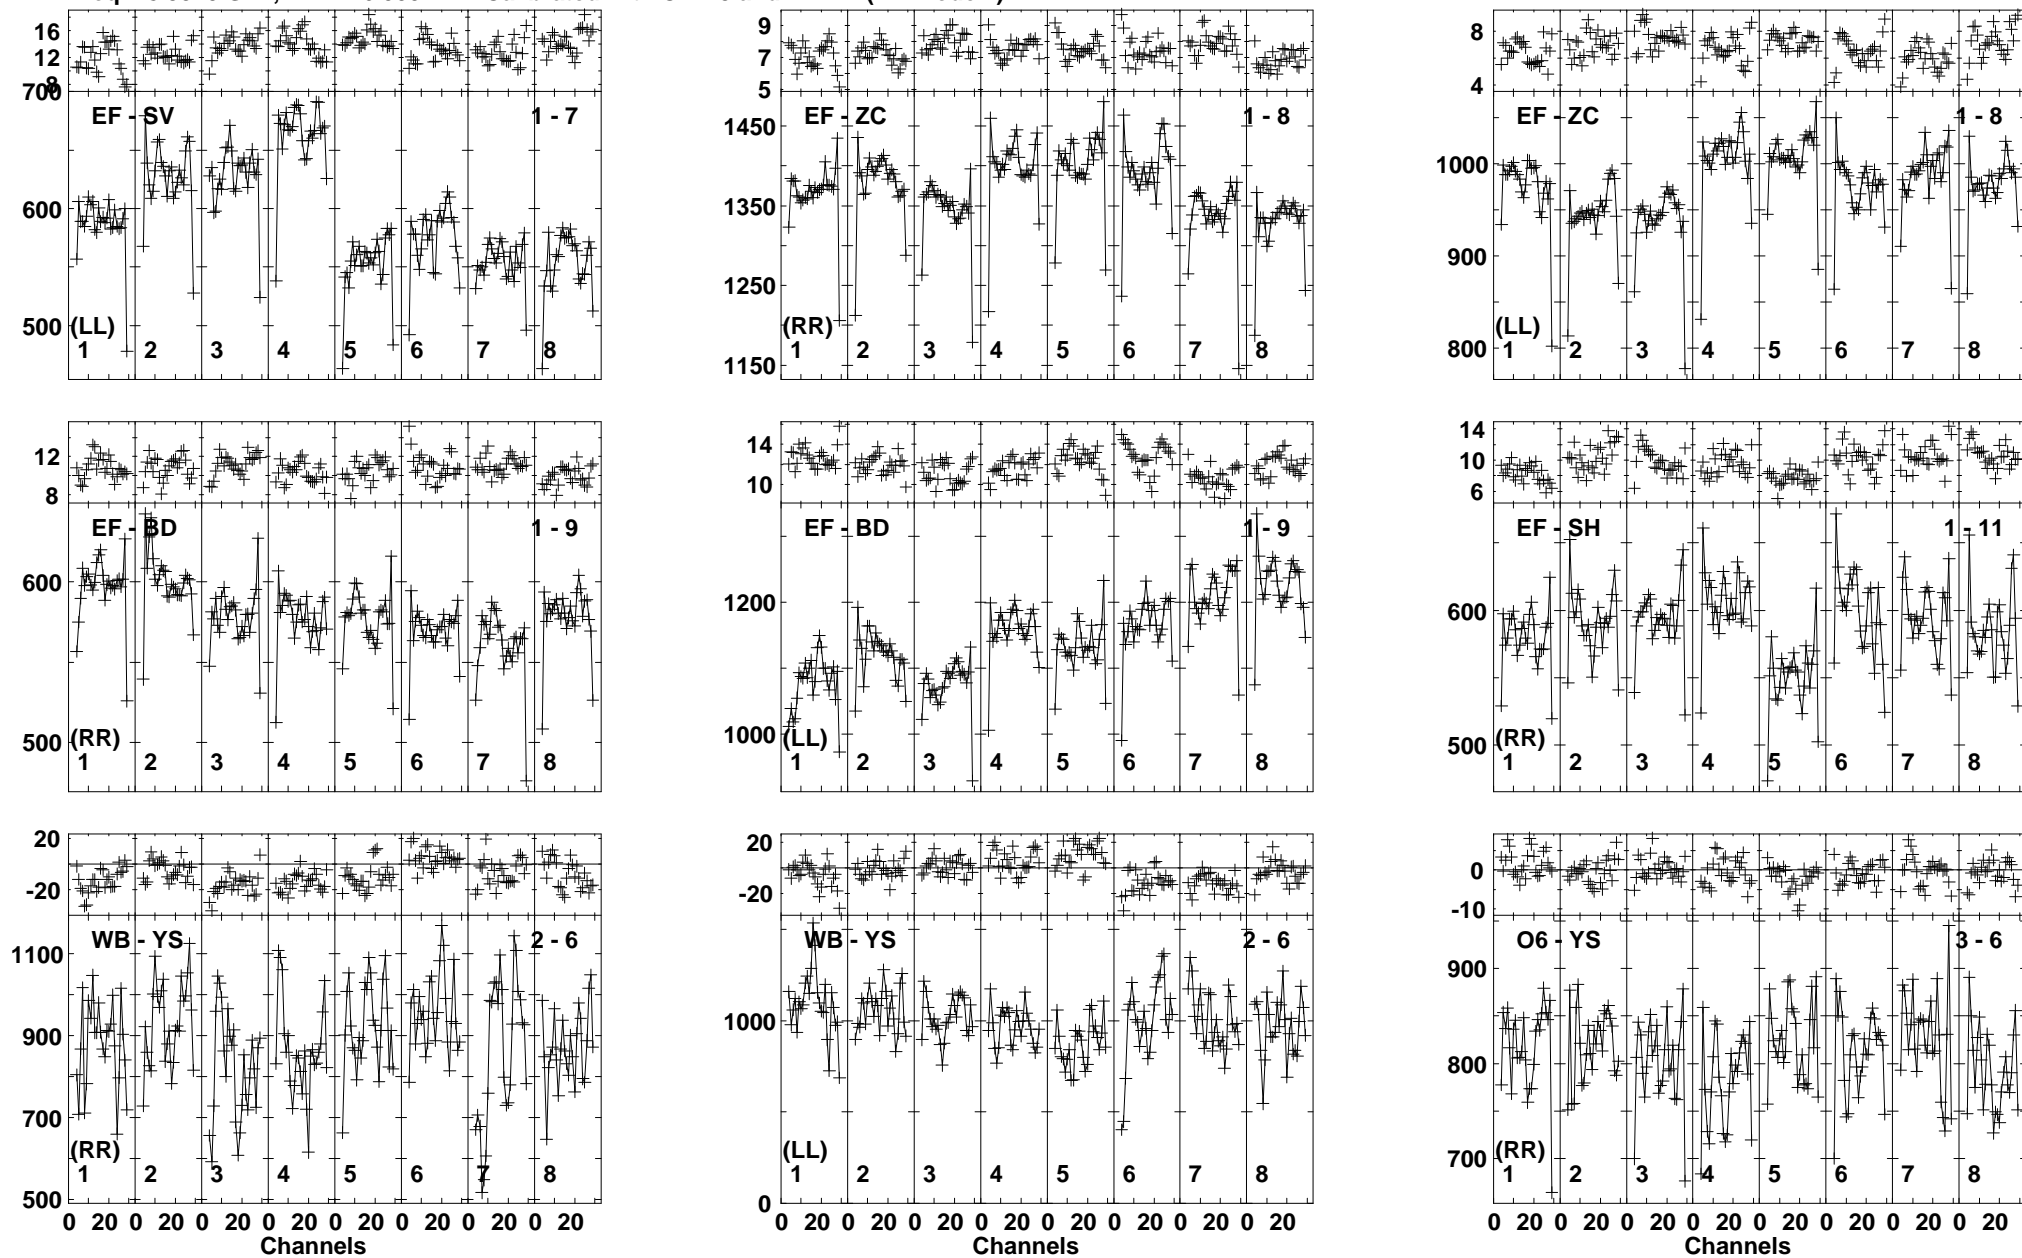 16
12
8
700
EF - SV
1 - 7
600
500
(LL)
1 2 3 4 5 6 7 8
9
7
5
EF - ZC
1 - 8
1450
1350
1250
1150
(RR)
1 2 3 4 5 6 7 8
8
4
EF - ZC
1 - 8
1000
900
800
(LL)
1 2 3 4 5 6 7 8
12
8
EF - BD
1 - 9
600
500
(RR)
1 2 3 4 5 6 7 8
14
10
EF - BD
1 - 9
1200
1000
(LL)
1 2 3 4 5 6 7 8
14
10
6
EF - SH
1 - 11
600
500
(RR)
1 2 3 4 5 6 7 8
20
-20
WB - YS
2 - 6
1100
900
700
500
(RR)
1 2 3 4 5 6 7 8
0 20 0 20 0 20 0 20 0 20 0 20 0 20 0 20
Channels
20
-20
WB - YS
2 - 6
1000
0
(LL)
1 2 3 4 5 6 7 8
0 20 0 20 0 20 0 20 0 20 0 20 0 20 0 20
Channels
0
-10
O6 - YS
3 - 6
900
800
700
(RR)
1 2 3 4 5 6 7 8
0 20 0 20 0 20 0 20 0 20 0 20 0 20 0 20
Channels